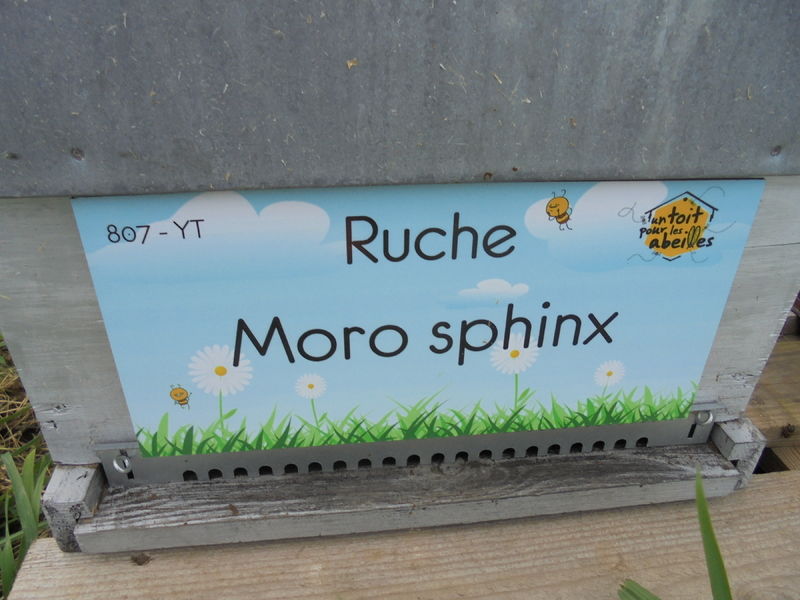 807 - YT
Ruche
Moro sphinx
un toit
pour les
abeilles